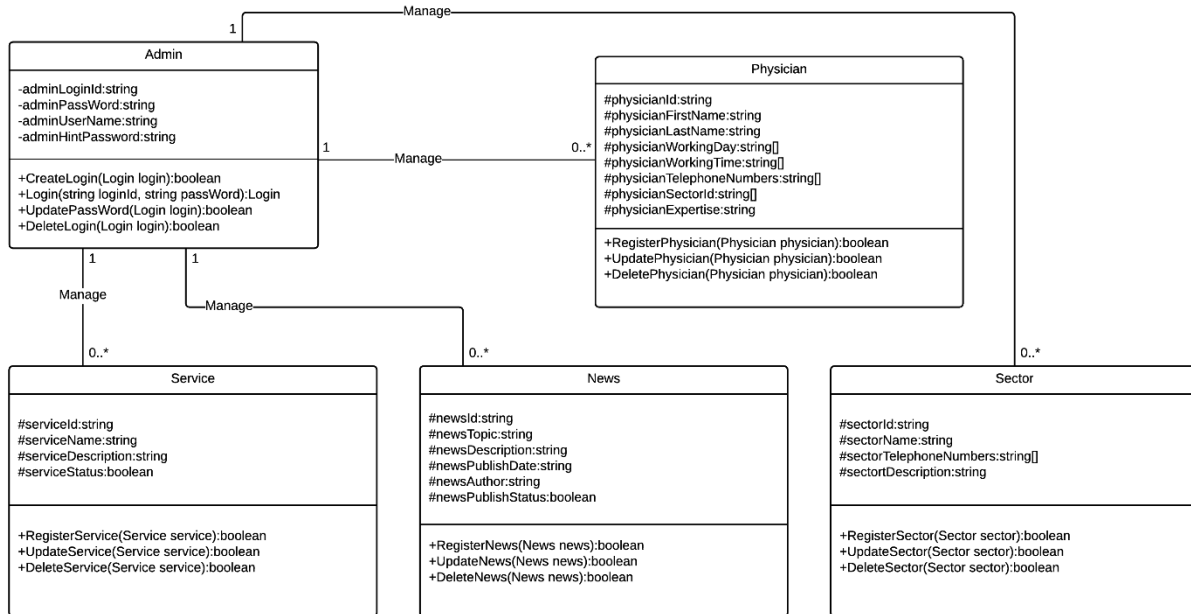 Manage
1
Admin
-adminLoginId:string
-adminPassWord:string
-adminUserName:string
-adminHintPassword:string
+CreateLogin(Login login):boolean
+Login(string loginId, string passWord):Login
+UpdatePassWord(Login login):boolean
+DeleteLogin(Login login):boolean
1
Manage
0..*
Physician
#physicianId:string
#physicianFirstName:string
#physicianLastName:string
#physicianWorkingDay:string[]
#physicianWorkingTime:string[]
#physicianTelephoneNumbers:string[]
#physicianSectorId:string[]
#physicianExpertise:string
+RegisterPhysician(Physician physician):boolean
+UpdatePhysician(Physician physician):boolean
+DeletePhysician(Physician physician):boolean
1
Manage
0..*
1
Manage
0..*
0..*
Service
#serviceId:string
#serviceName:string
#serviceDescription:string
#serviceStatus:boolean
+RegisterService(Service service):boolean
+UpdateService(Service service):boolean
+DeleteService(Service service):boolean
News
#newsId:string
#newsTopic:string
#newsDescription:string
#newsPublishDate:string
#newsAuthor:string
#newsPublishStatus:boolean
+RegisterNews(News news):boolean
+UpdateNews(News news):boolean
+DeleteNews(News news):boolean
Sector
#sectorId:string
#sectorName:string
#sectorTelephoneNumbers:string[]
#sectortDescription:string
+RegisterSector(Sector sector):boolean
+UpdateSector(Sector sector):boolean
+DeleteSector(Sector sector):boolean